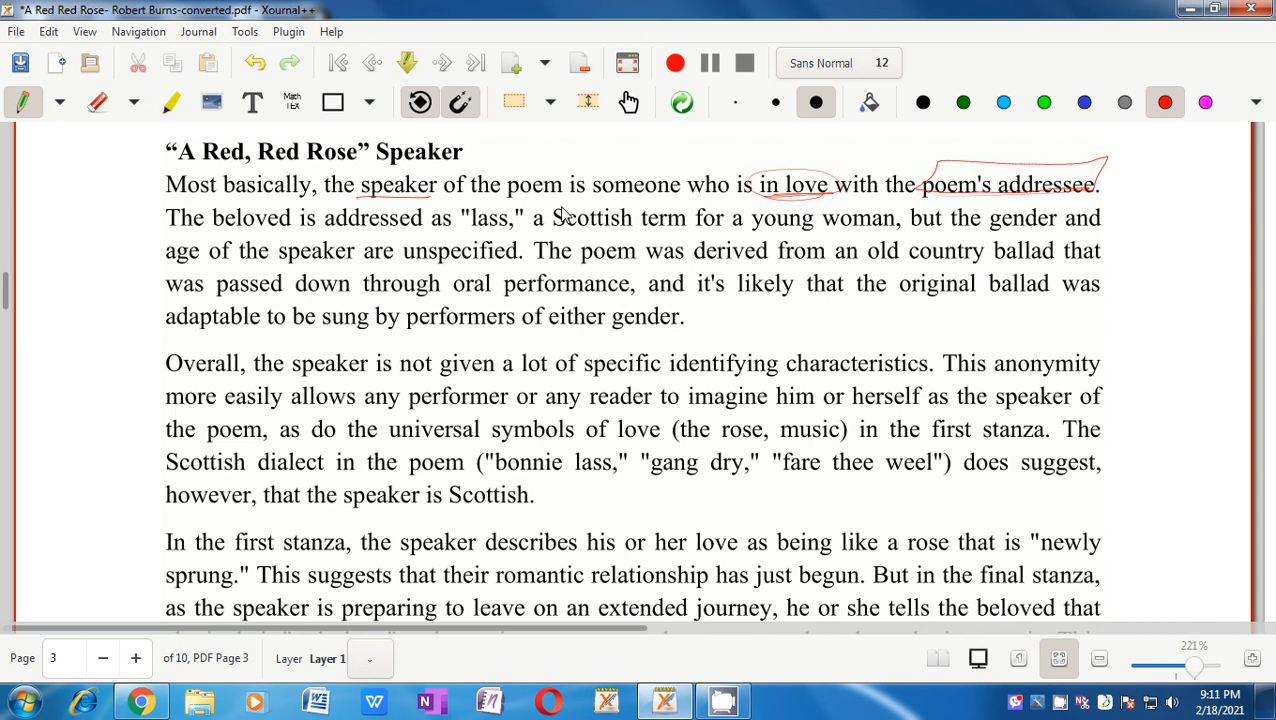 *A Red Red Rose- Robert Burns-converted.pdf - Xournal++
File Edit View Navigation Journal Tools Plugin Help
Sans Normal 12
T Math TEX
“A Red, Red Rose” Speaker
Most basically, the speaker of the poem is someone who is in love with the poem's addressee.
The beloved is addressed as "lass," a Scottish term for a young woman, but the gender and
age of the speaker are unspecified. The poem was derived from an old country ballad that
was passed down through oral performance, and it's likely that the original ballad was
adaptable to be sung by performers of either gender.
Overall, the speaker is not given a lot of specific identifying characteristics. This anonymity
more easily allows any performer or any reader to imagine him or herself as the speaker of
the poem, as do the universal symbols of love (the rose, music) in the first stanza. The
Scottish dialect in the poem ("bonnie lass," "gang dry," "fare thee weel") does suggest,
however, that the speaker is Scottish.
In the first stanza, the speaker describes his or her love as being like a rose that is "newly
sprung." This suggests that their romantic relationship has just begun. But in the final stanza,
as the speaker is preparing to leave on an extended journey, he or she tells the beloved that
Page 3 of 10, PDF Page 3 Layer Layer 1 221%
9:11 PM
2/18/2021